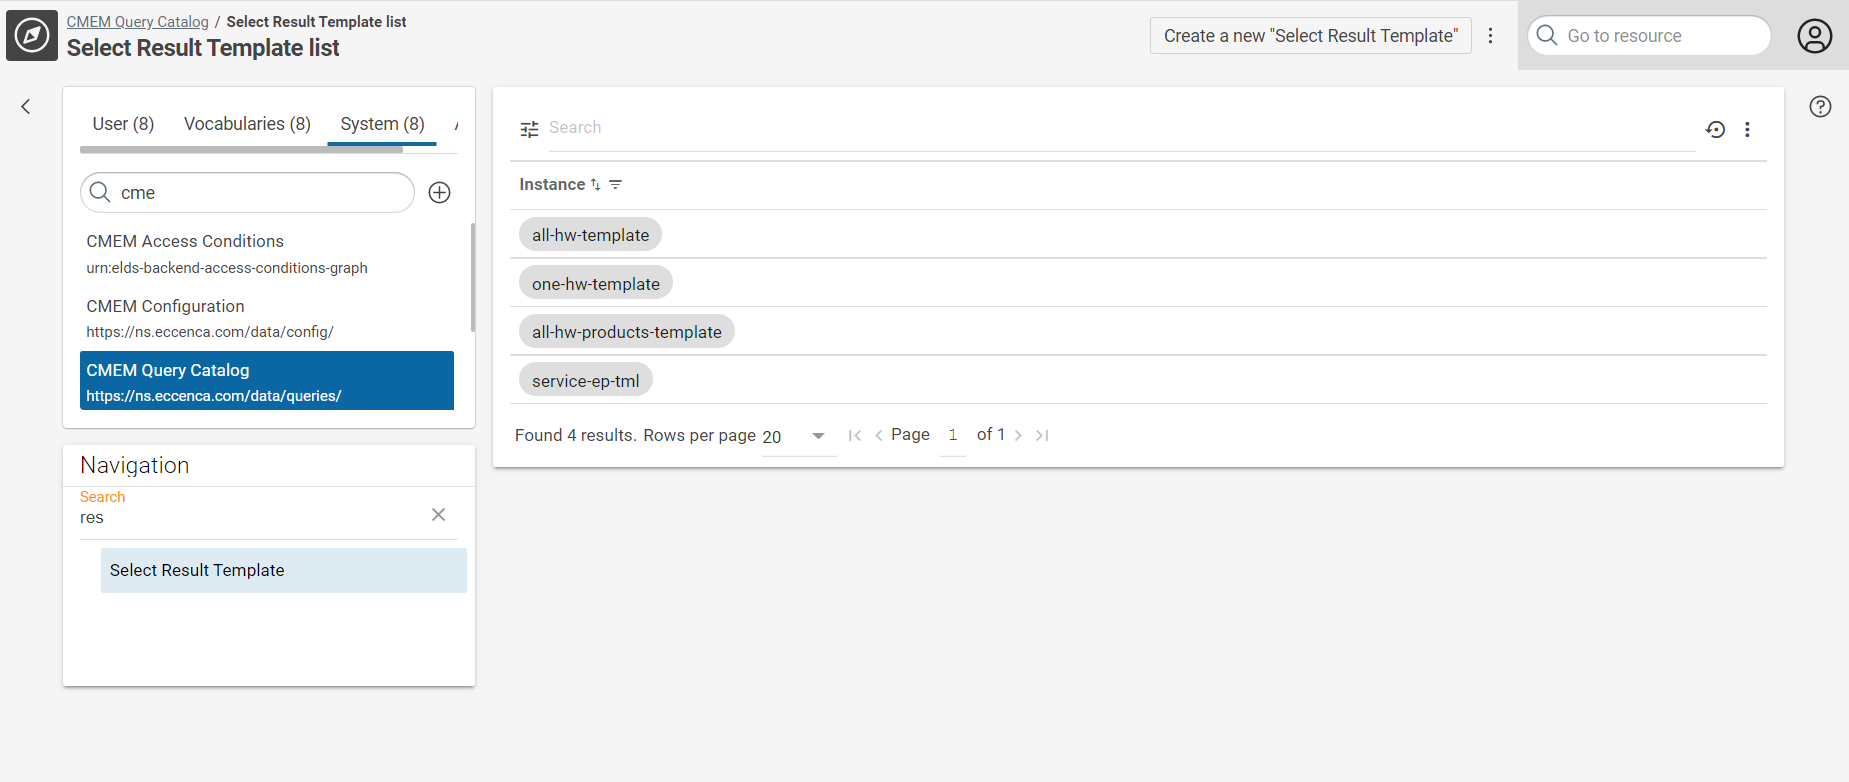 CMEM Query Catalog / Select Result Template list
Select Result Template list
Create a new "Select Result Template"
Go to resource
User (8) Vocabularies (8) System (8)
cme
CMEM Access Conditions
urn:elds-backend-access-conditions-graph
CMEM Configuration
https://ns.eccenca.com/data/config/
CMEM Query Catalog
https://ns.eccenca.com/data/queries/
Navigation
Search
res
Select Result Template
Search
Instance
all-hw-template
one-hw-template
all-hw-products-template
service-ep-tml
Found 4 results. Rows per page 20 Page 1 of 1